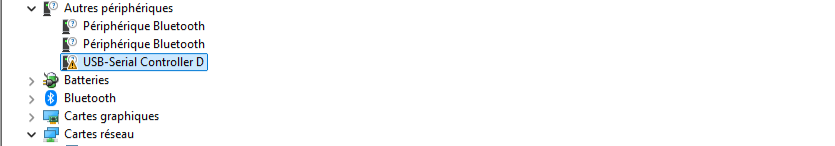 Autres périphériques
Périphérique Bluetooth
Périphérique Bluetooth
USB-Serial Controller D
Batteries
Bluetooth
Cartes graphiques
Cartes réseau